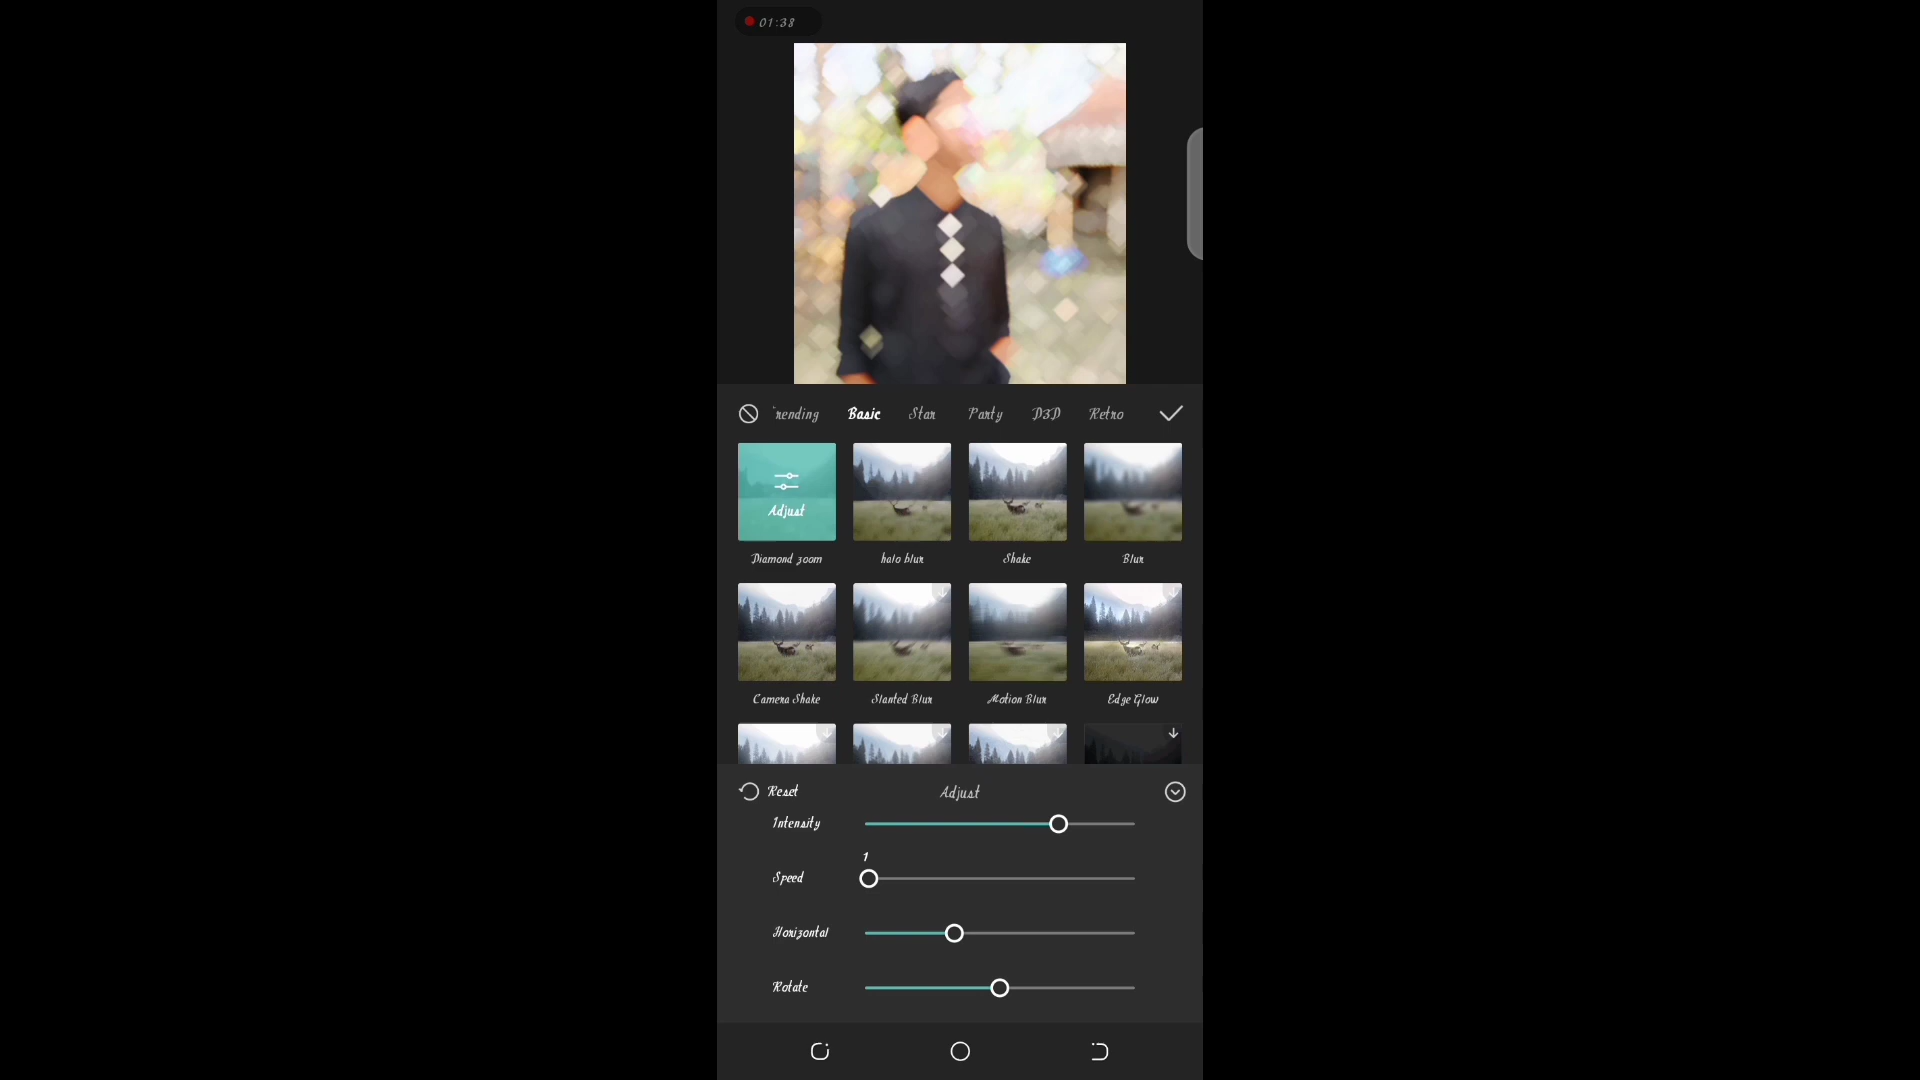 01:38
rending Basic Star Party D3D Retro
Adjust
Diamond zoom halo blur Shake Blur
Camera Shake Slanted Blur Motion Blur Edge Glow
Reset Adjust
Intensity
1
Speed
Horizontal
Rotate